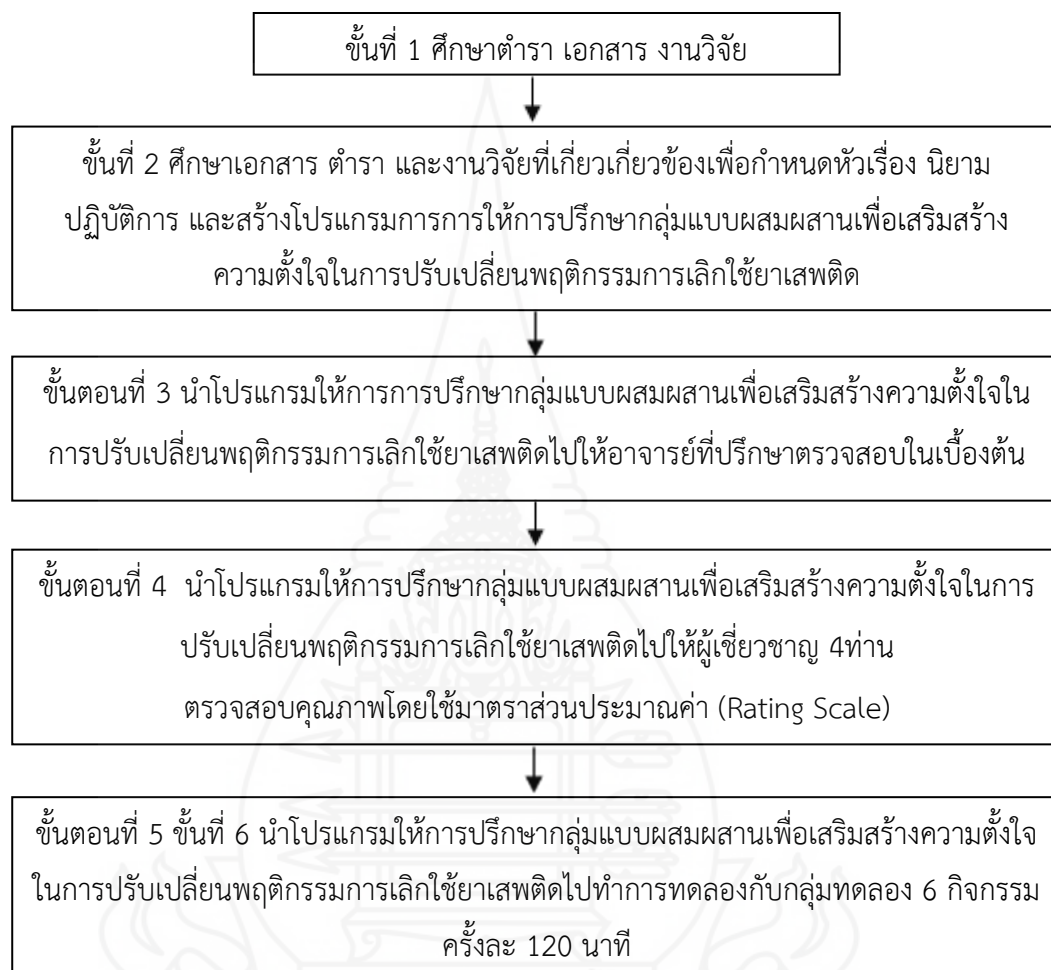 ขั้นที่ 1 ศึกษาตำรา เอกสาร งานวิจัย
ขั้นที่ 2 ศึกษาเอกสาร ตำรา และงานวิจัยที่เกี่ยวเกี่ยวข้องเพื่อกำหนดหัวเรื่อง นิยาม
ปฏิบัติการ และสร้างโปรแกรมการการให้การปรึกษากลุ่มแบบผสมผสานเพื่อเสริมสร้าง
ความตั้งใจในการปรับเปลี่ยนพฤติกรรมการเลิกใช้ยาเสพติด
ขั้นตอนที่ 3 นำโปรแกรมให้การการปรึกษากลุ่มแบบผสมผสานเพื่อเสริมสร้างความตั้งใจใน
การปรับเปลี่ยนพฤติกรรมการเลิกใช้ยาเสพติดไปให้อาจารย์ที่ปรึกษาตรวจสอบในเบื้องต้น
ขั้นตอนที่ 4 นำโปรแกรมให้การปรึกษากลุ่มแบบผสมผสานเพื่อเสริมสร้างความตั้งใจในการ
ปรับเปลี่ยนพฤติกรรมการเลิกใช้ยาเสพติดไปให้ผู้เชี่ยวชาญ 4ท่าน
ตรวจสอบคุณภาพโดยใช้มาตราส่วนประมาณค่า (Rating Scale)
ขั้นตอนที่ 5 ขั้นที่ 6 นำโปรแกรมให้การปรึกษากลุ่มแบบผสมผสานเพื่อเสริมสร้างความตั้งใจ
ในการปรับเปลี่ยนพฤติกรรมการเลิกใช้ยาเสพติดไปทำการทดลองกับกลุ่มทดลอง 6 กิจกรรม
ครั้งละ 120 นาที